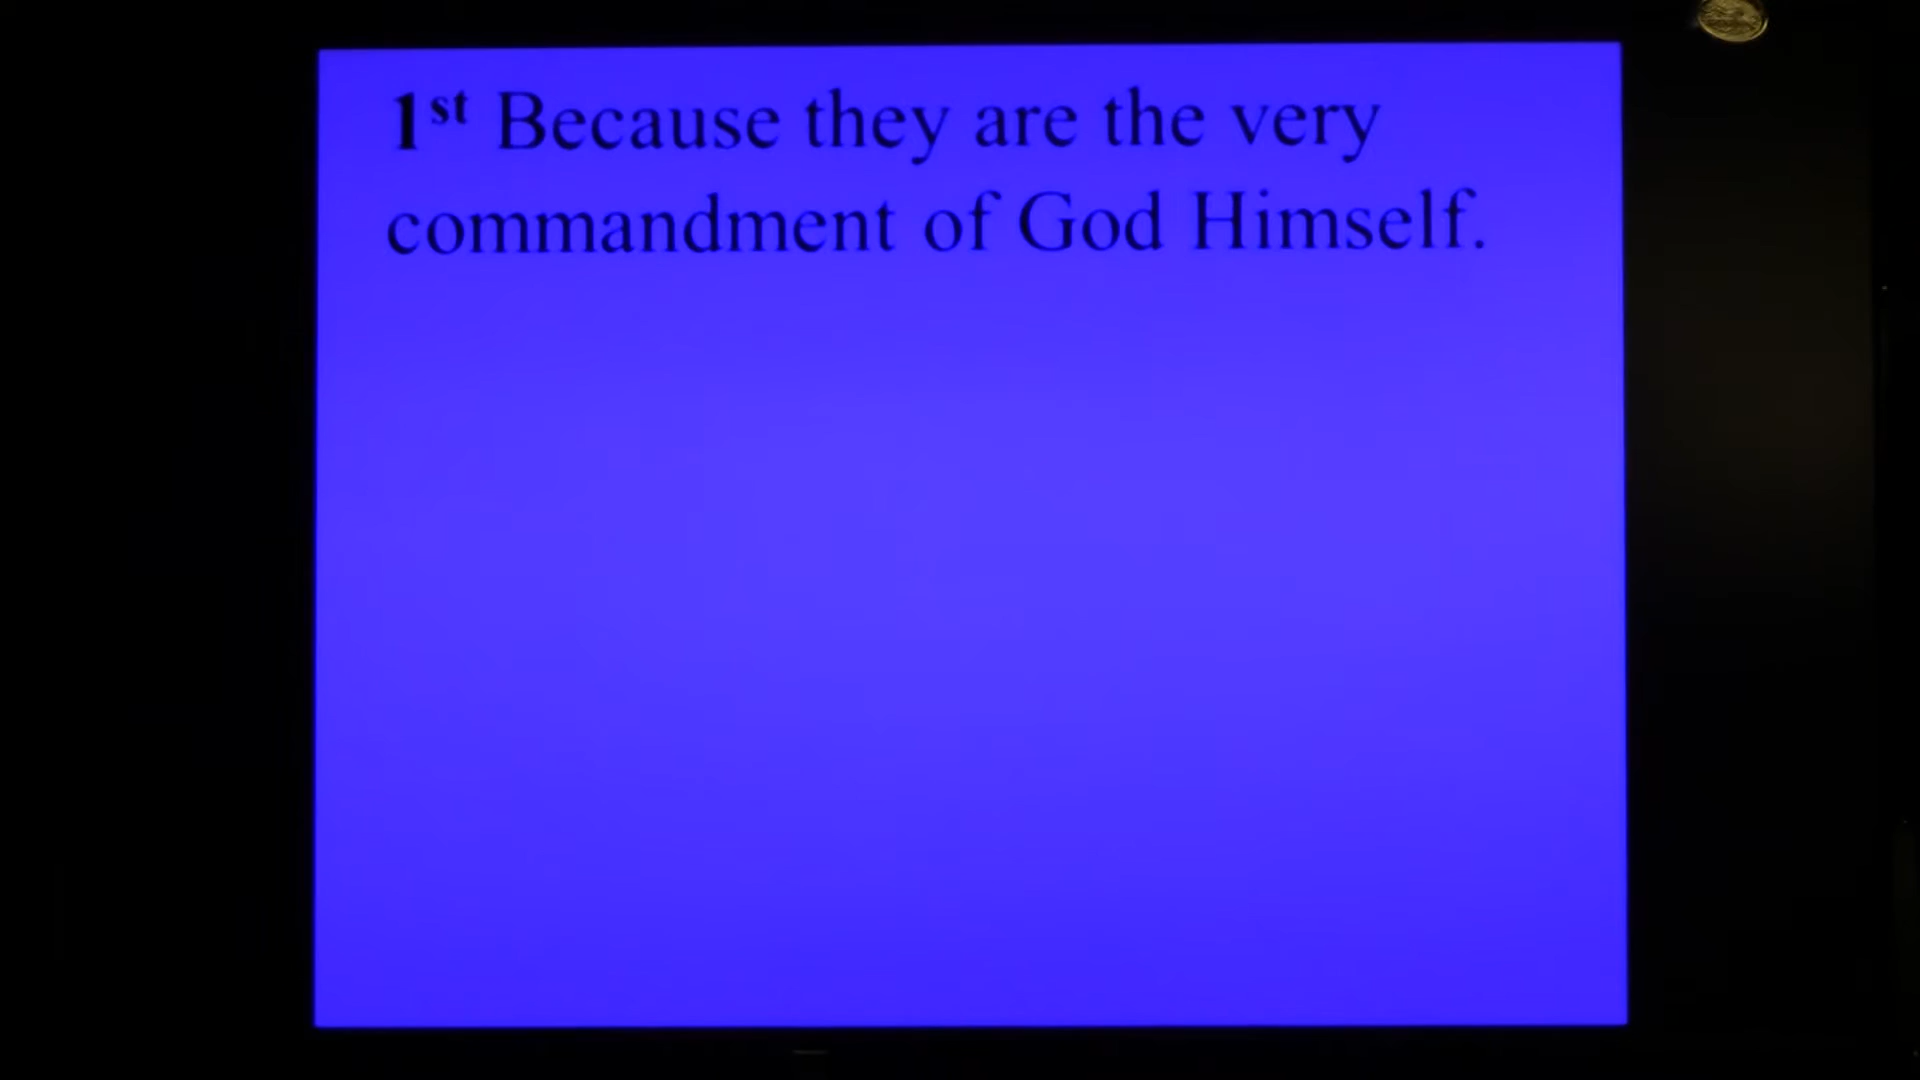 1st Because they are the very
commandment of God Himself.